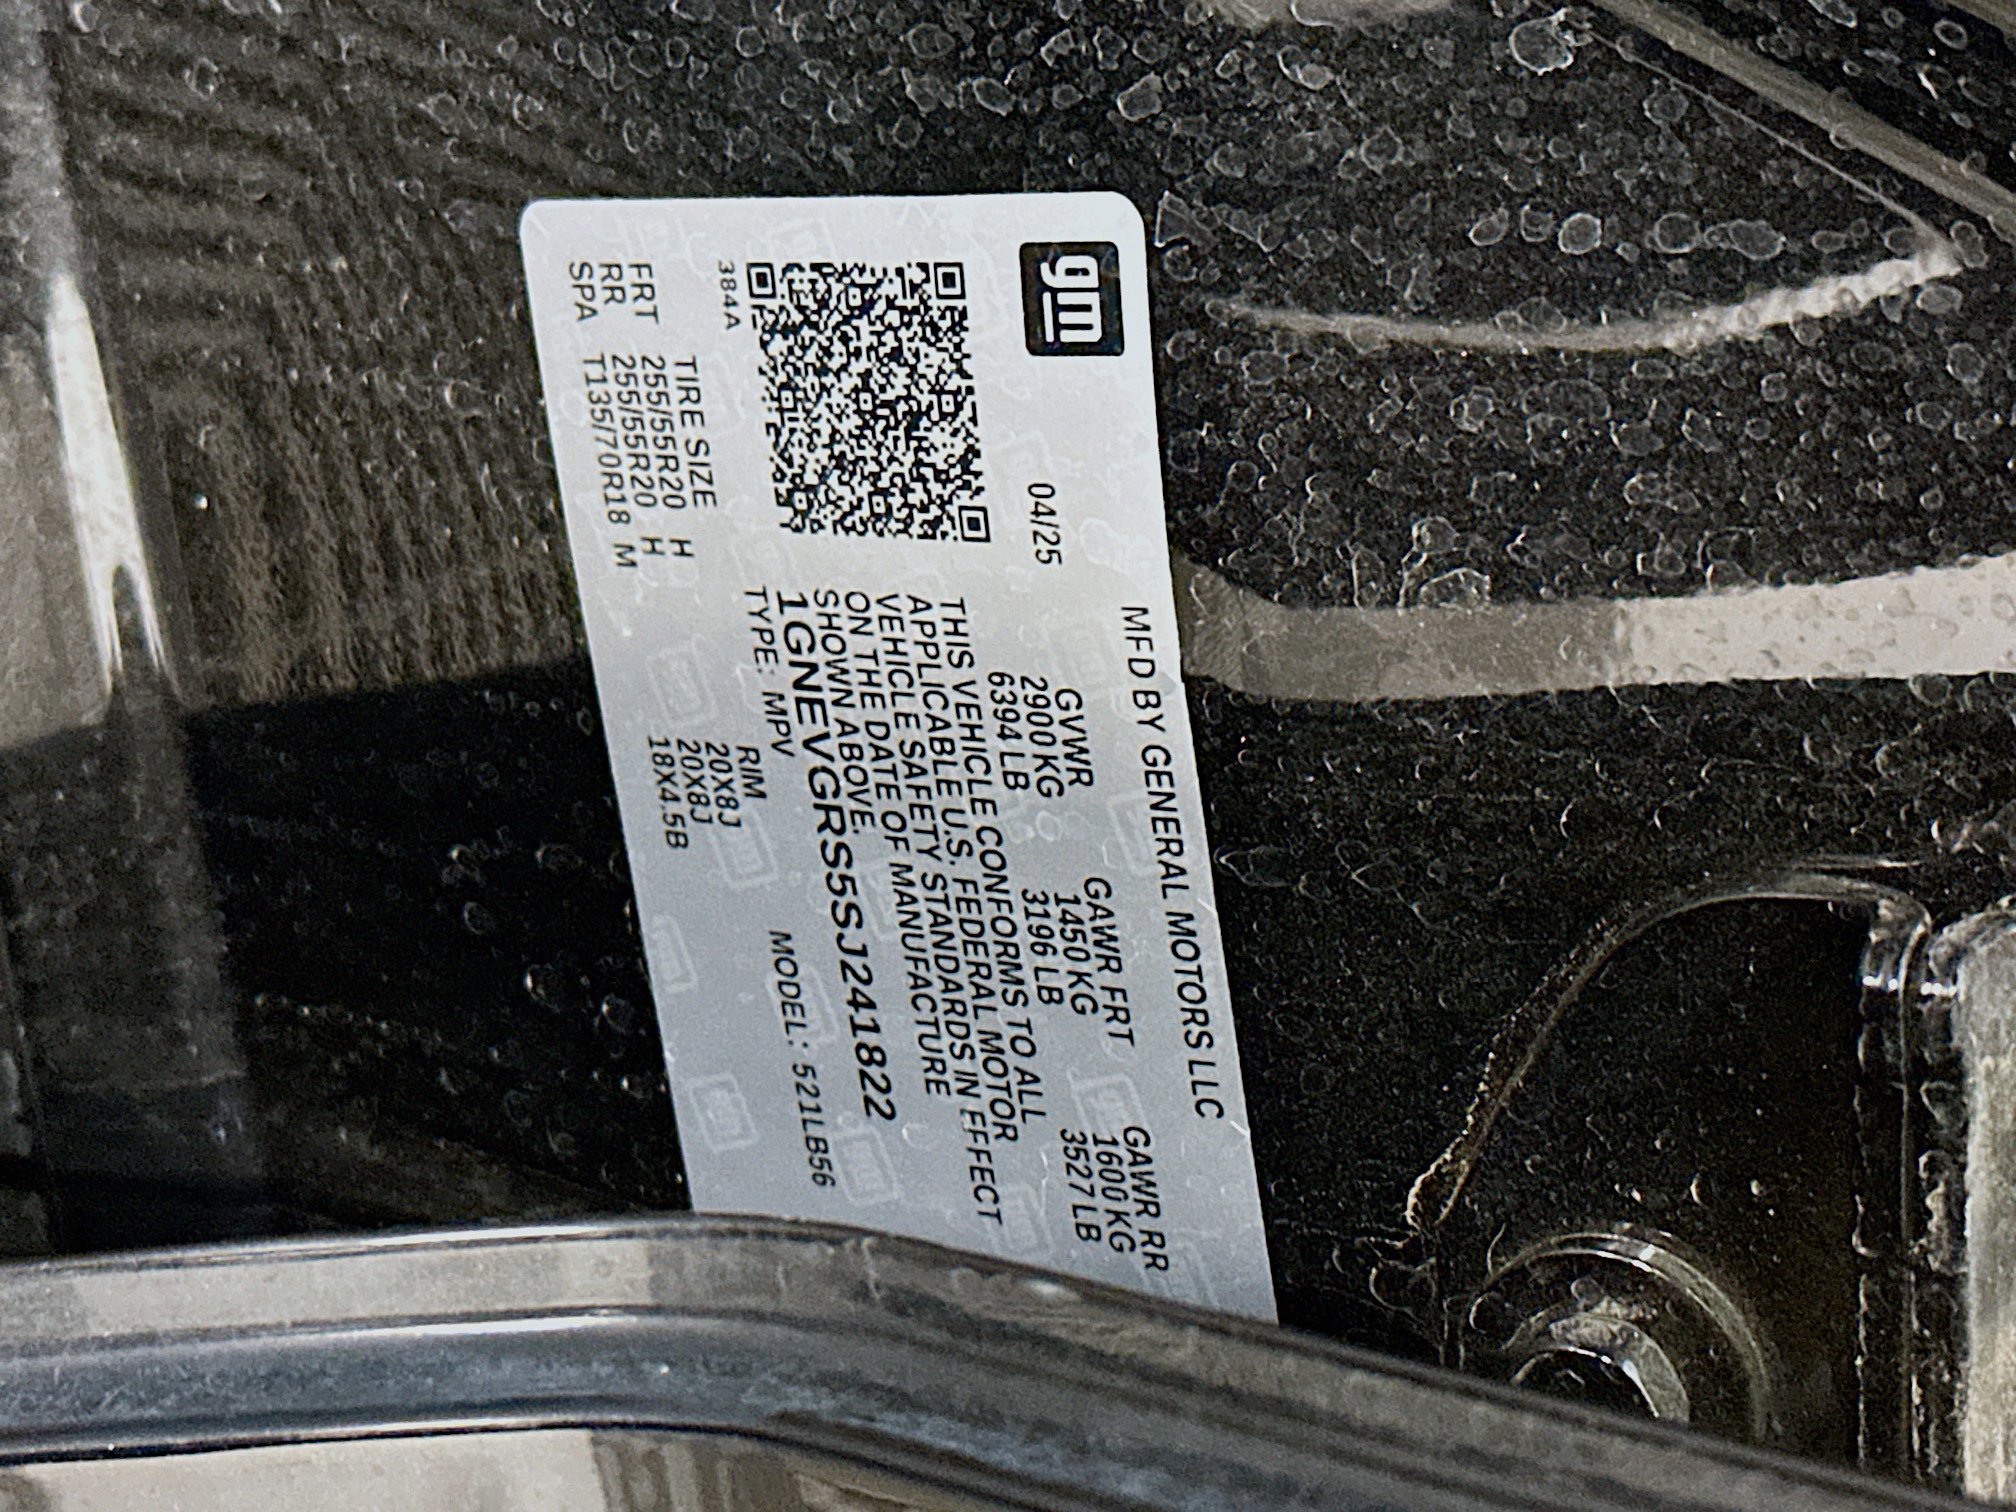 gm
MFD BY GENERAL MOTORS LLC
04/25
GVWR GAWR FRT GAWR RR
2900 KG 1450 KG 1600 KG
6394 LB 3196 LB 3527 LB
THIS VEHICLE CONFORMS TO ALL
APPLICABLE U.S. FEDERAL MOTOR
VEHICLE SAFETY STANDARDS IN EFFECT
ON THE DATE OF MANUFACTURE
SHOWN ABOVE.
1GNEVGRS5SJ241822
TYPE: MPV MODEL: 521LB56
384A
TIRE SIZE RIM
FRT 255/55R20 H 20X8J
RR 255/55R20 H 20X8J
SPA T135/70R18 M 18X4.5B